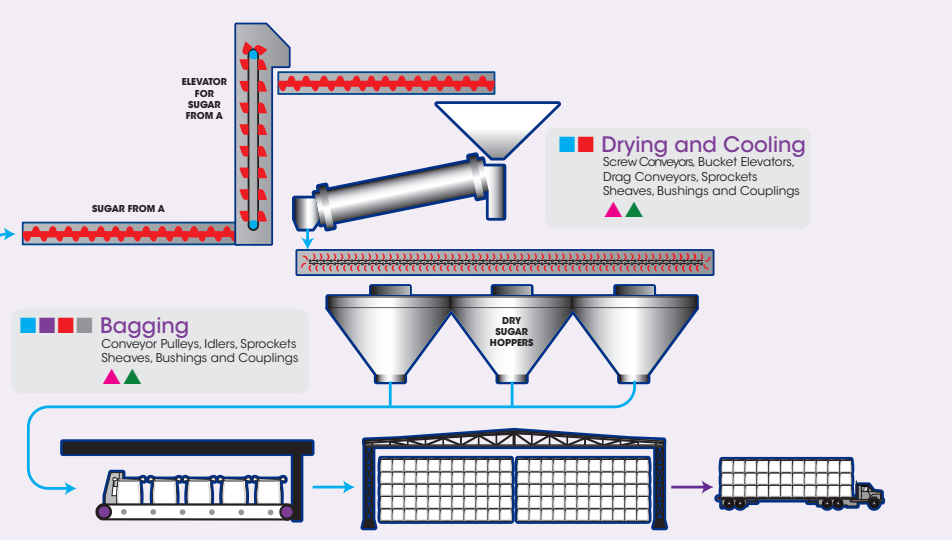 ELEVATOR
FOR
SUGAR
FROM A
Drying and Cooling
Screw Conveyors, Bucket Elevators,
Drag Conveyors, Sprockets
Sheaves, Bushings and Couplings
SUGAR FROM A
DRY
SUGAR
HOPPERS
Bagging
Conveyor Pulleys, Idlers, Sprockets
Sheaves, Bushings and Couplings